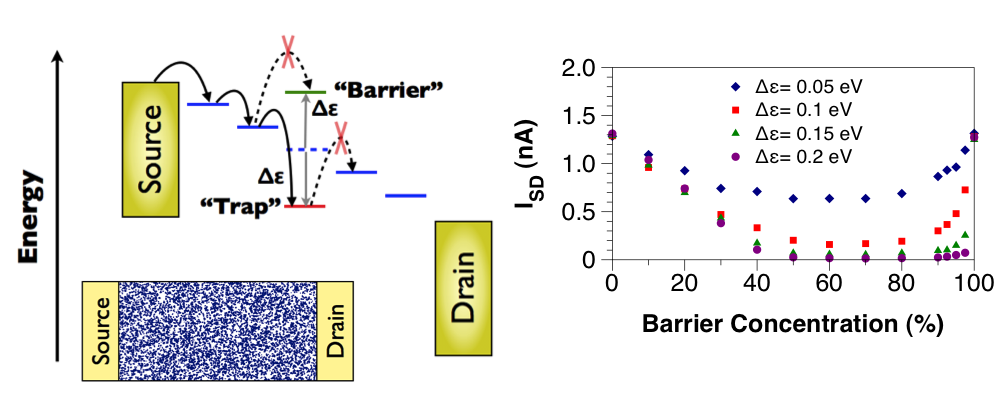 Energy
Source
"Barrier"
Δε
Δε
"Trap"
Drain
Source
Drain
I_SD (nA)
2.0
1.5
1.0
0.5
0
0
20
40
60
80
100
Barrier Concentration (%)
Δε= 0.05 eV
Δε= 0.1 eV
Δε= 0.15 eV
Δε= 0.2 eV